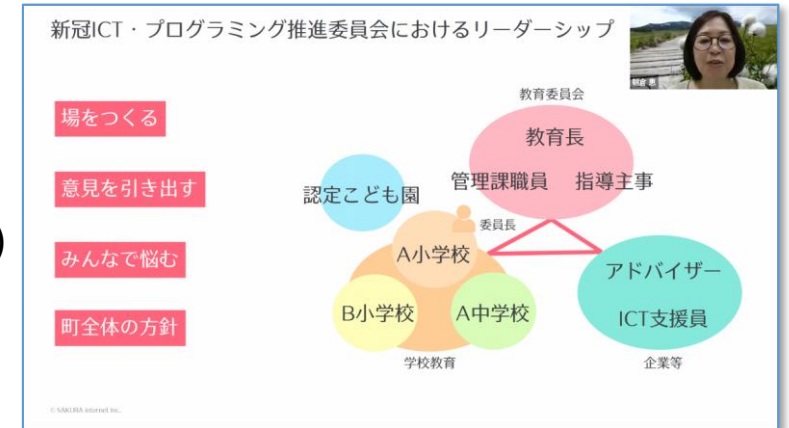 新冠ICT・プログラミング推進委員会におけるリーダーシップ
朝倉 恵
場をつくる
意見を引き出す
みんなで悩む
町全体の方針
教育委員会
教育長
管理課職員 指導主事
認定こども園
委員長
A小学校
B小学校 A中学校
学校教育
アドバイザー
ICT支援員
企業等
© SAKURA internet Inc.